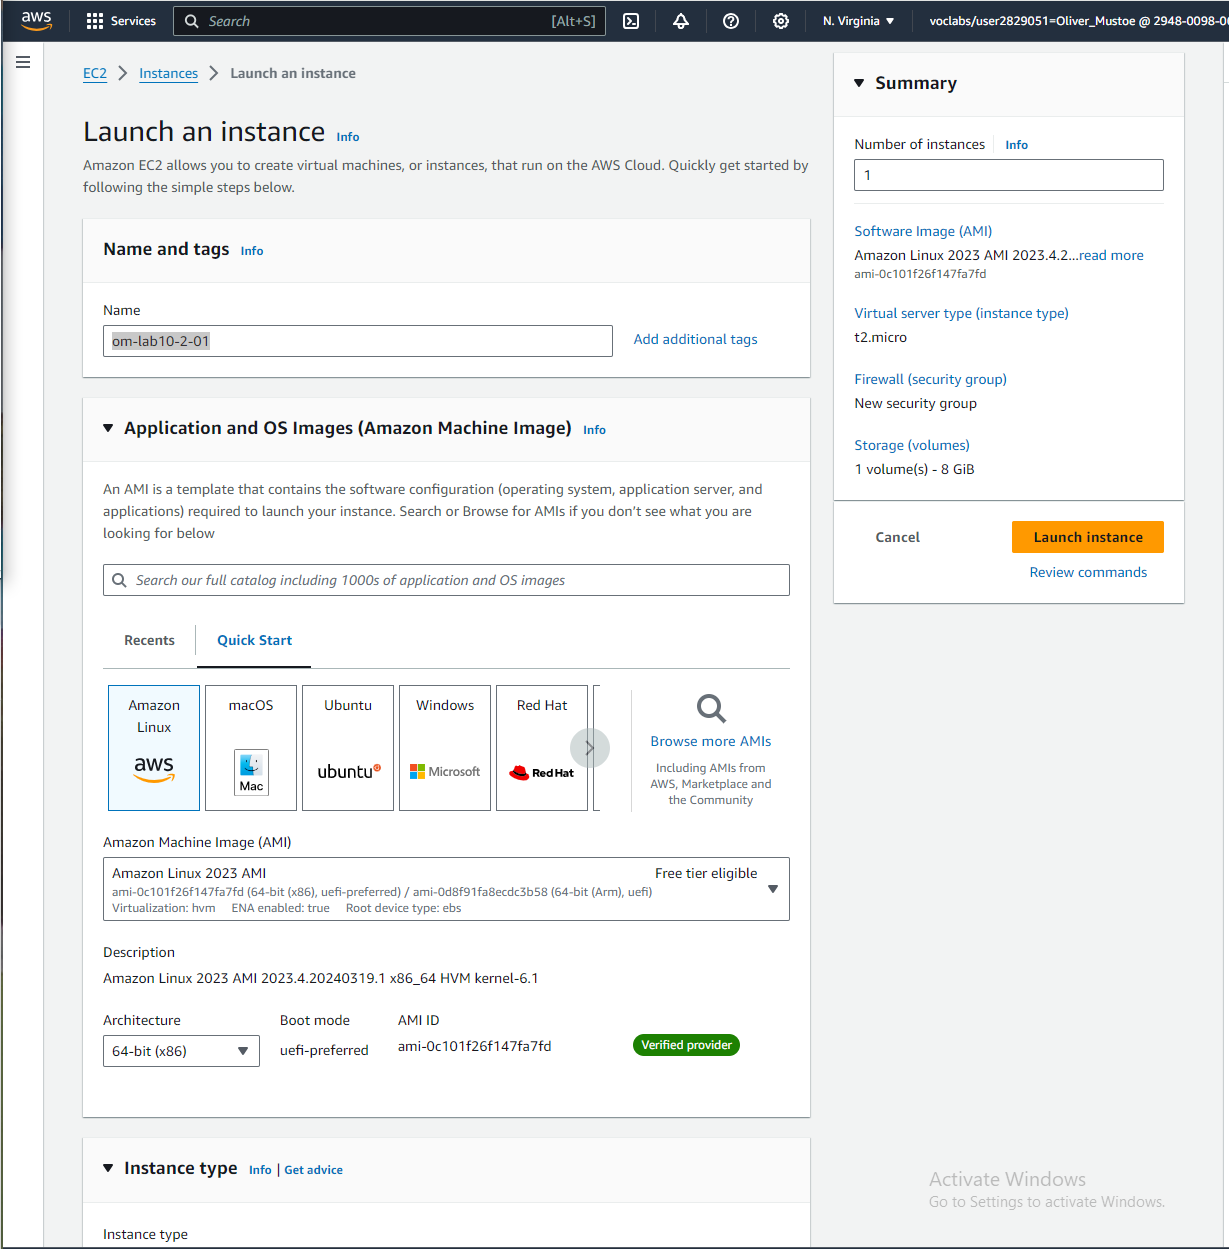 aws
Services
Search
[Alt+S]
N. Virginia
voclabs/user2829051=Oliver_Mustoe @ 2948-0098-0
EC2
Instances
Launch an instance
Launch an instance Info
Amazon EC2 allows you to create virtual machines, or instances, that run on the AWS Cloud. Quickly get started by
following the simple steps below.
Name and tags Info
Name
om-lab10-2-01
Add additional tags
Application and OS Images (Amazon Machine Image) Info
An AMI is a template that contains the software configuration (operating system, application server, and
applications) required to launch your instance. Search or Browse for AMIs if you don’t see what you are
looking for below
Search our full catalog including 1000s of application and OS images
Recents
Quick Start
Amazon
Linux
aws
macOS
Mac
Ubuntu
ubuntu
Windows
Microsoft
Red Hat
Red Hat
Browse more AMIs
Including AMIs from
AWS, Marketplace and
the Community
Amazon Machine Image (AMI)
Amazon Linux 2023 AMI
Free tier eligible
ami-0c101f26f147fa7fd (64-bit (x86), uefi-preferred) / ami-0d8f91fa8ecdc3b58 (64-bit (Arm), uefi)
Virtualization: hvm ENA enabled: true Root device type: ebs
Description
Amazon Linux 2023 AMI 2023.4.20240319.1 x86_64 HVM kernel-6.1
Architecture
64-bit (x86)
Boot mode
uefi-preferred
AMI ID
ami-0c101f26f147fa7fd
Verified provider
Instance type Info | Get advice
Instance type
Summary
Number of instances Info
1
Software Image (AMI)
Amazon Linux 2023 AMI 2023.4.2...read more
ami-0c101f26f147fa7fd
Virtual server type (instance type)
t2.micro
Firewall (security group)
New security group
Storage (volumes)
1 volume(s) - 8 GiB
Cancel
Launch instance
Review commands
Activate Windows
Go to Settings to activate Windows.